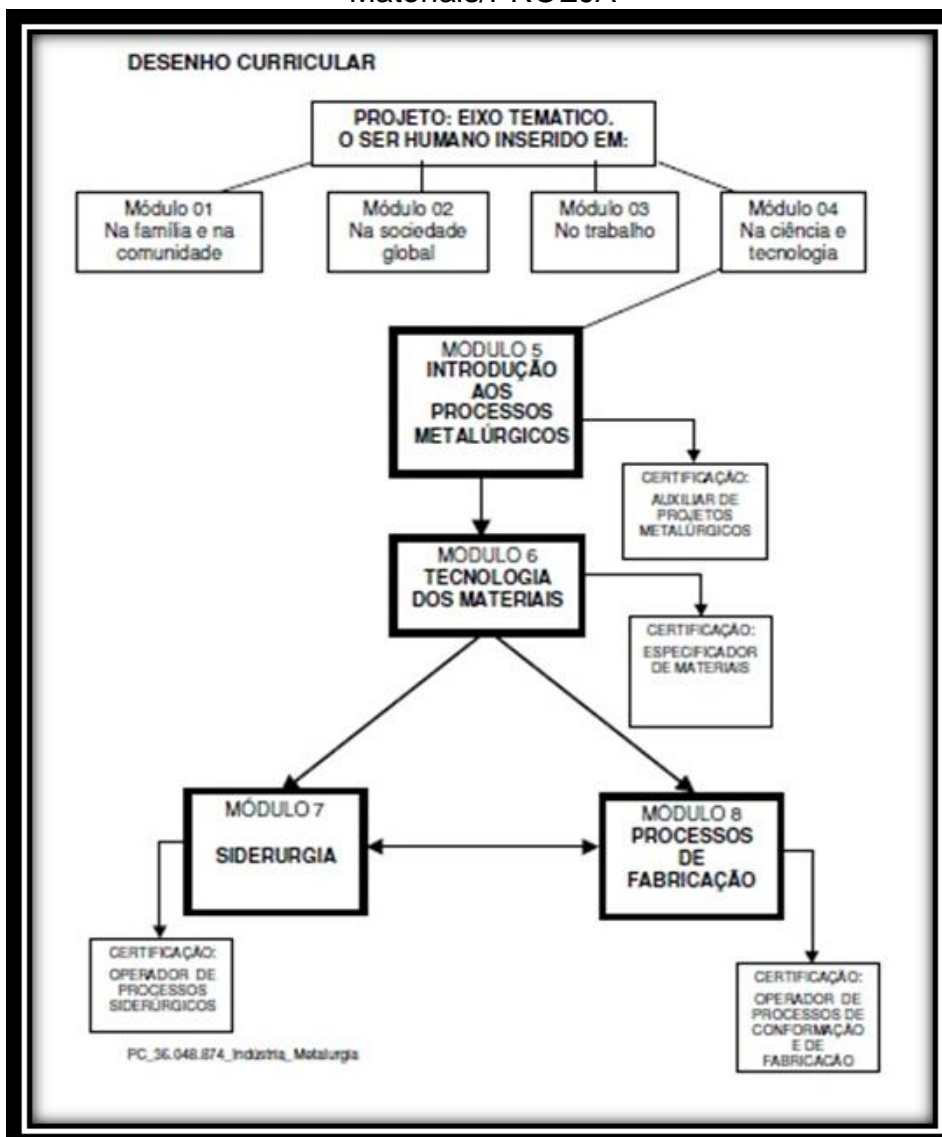 Materiais/PROEJA
DESENHO CURRICULAR
PROJETO: EIXO TEMATICO.
O SER HUMANO INSERIDO EM:
Módulo 01
Na família e na
comunidade
Módulo 02
Na sociedade
global
Módulo 03
No trabalho
Módulo 04
Na ciência e
tecnologia
MÓDULO 5
INTRODUÇÃO
AOS
PROCESSOS
METALÚRGICOS
CERTIFICAÇÃO:
AUXILIAR DE
PROJETOS
METALÚRGICOS
MÓDULO 6
TECNOLOGIA
DOS MATERIAIS
CERTIFICAÇÃO:
ESPECIFICADOR
DE MATERIAIS
MÓDULO 7
SIDERURGIA
MÓDULO 8
PROCESSOS
DE
FABRICAÇÃO
CERTIFICAÇÃO:
OPERADOR DE
PROCESSOS
SIDERÚRGICOS
CERTIFICAÇÃO:
OPERADOR DE
PROCESSOS DE
CONFORMAÇÃO
E DE
FABRICAÇÃO
PC_36.048.874_Indústria_Metalurgia